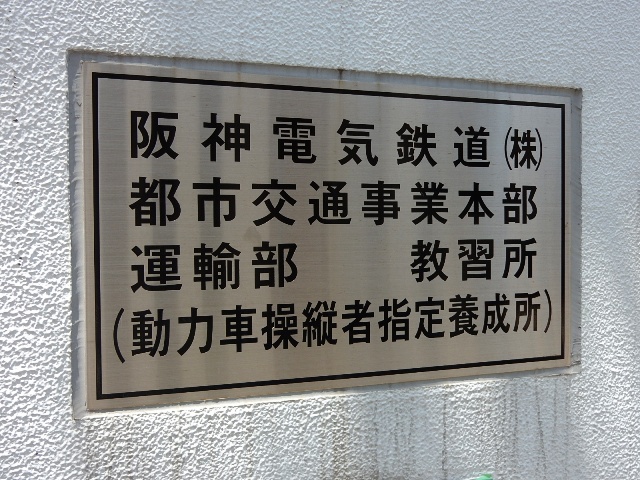 阪神電気鉄道(株)
都市交通事業本部
運輸部 教習所
(動力車操縦者指定養成所)